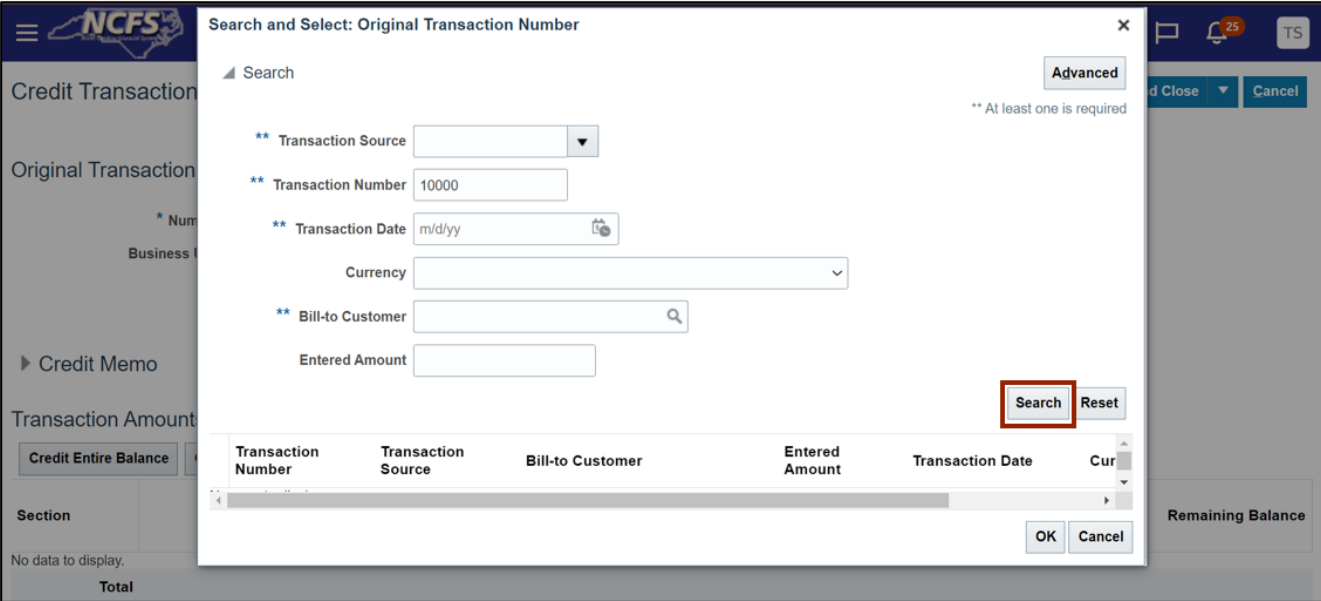 NCFS
Search and Select: Original Transaction Number
25
TS
Search
Advanced
Credit Transaction
d Close
Cancel
** At least one is required
** Transaction Source
Original Transaction
** Transaction Number 10000
* Num
** Transaction Date m/d/yy
Business
Currency
** Bill-to Customer
Entered Amount
Credit Memo
Search Reset
Transaction Amount
Credit Entire Balance
Transaction Number
Transaction Source
Bill-to Customer
Entered Amount
Transaction Date
Cur
Section
Remaining Balance
OK Cancel
No data to display.
Total